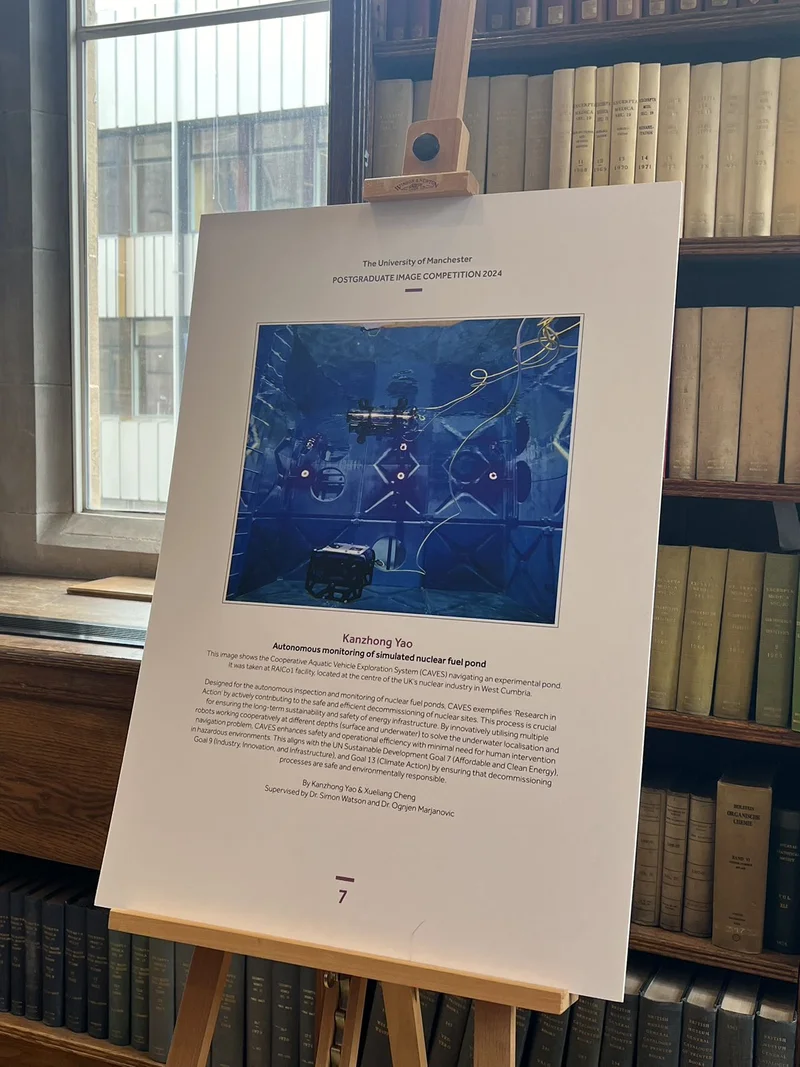 The University of Manchester
POSTGRADUATE IMAGE COMPETITION 2024
Kanzhong Yao
Autonomous monitoring of simulated nuclear fuel pond
This image shows the Cooperative Aquatic Vehicle Exploration System (CAVES) navigating an experimental pond.
It was taken at RAICo1 facility, located at the centre of the UK's nuclear industry in West Cumbria.
Designed for the autonomous inspection and monitoring of nuclear fuel ponds, CAVES exemplifies 'Research in
Action' by actively contributing to the safe and efficient decommissioning of nuclear sites. This process is crucial
for ensuring the long-term sustainability and safety of energy infrastructure. By innovatively utilising multiple
robots working cooperatively at different depths (surface and underwater) to solve the underwater localisation and
navigation problem, CAVES enhances safety and operational efficiency with minimal need for human intervention
in hazardous environments. This aligns with the UN Sustainable Development Goal 7 (Affordable and Clean Energy),
Goal 9 (Industry, Innovation, and Infrastructure), and Goal 13 (Climate Action) by ensuring that decommissioning
processes are safe and environmentally responsible.
By Kanzhong Yao & Xueliang Cheng
Supervised by Dr. Simon Watson and Dr. Ognjen Marjanovic
7
EXCERPTA
MEDICA
14
1971
13
1970
ORGANISCHE
CHEMIE